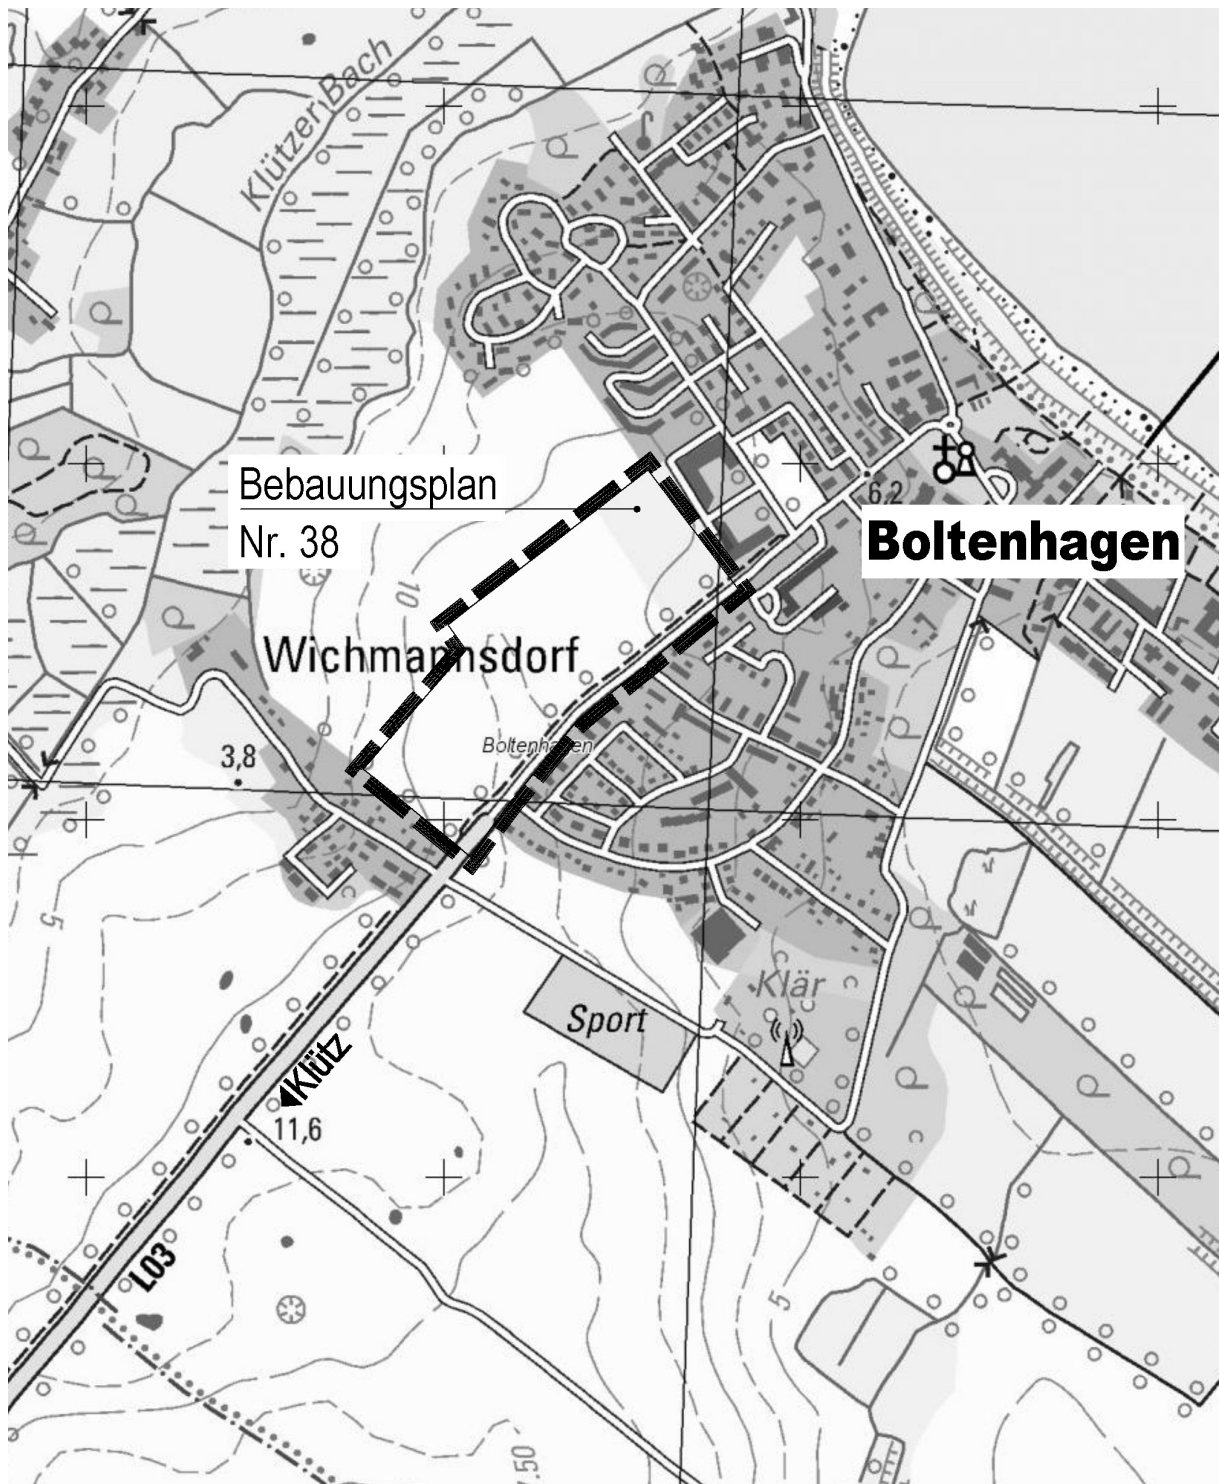 Klützer Bach
Bebauungsplan
Nr. 38
6,2
Boltenhagen
10
Wichmannsdorf
Boltenhagen
3,8
5
Klär
Sport
Klütz
11,6
L03
5